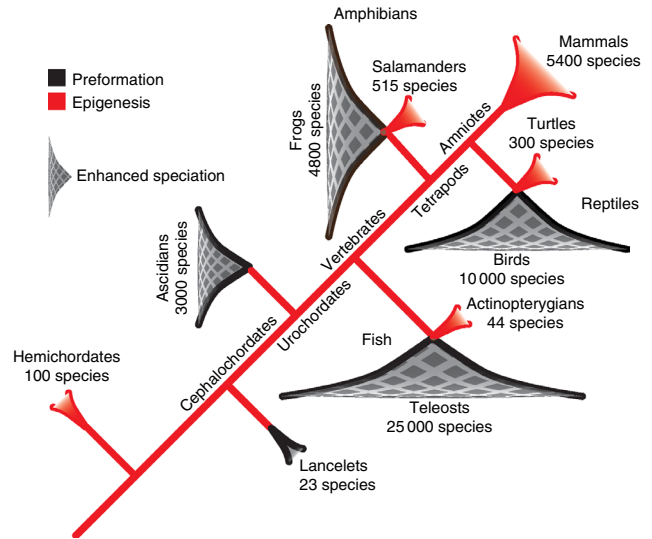 Amphibians
Mammals
5400 species
Preformation
Epigenesis
Salamanders
515 species
Amniotes
Turtles
300 species
Frogs
4800 species
Enhanced speciation
Tetrapods
Reptiles
Vertebrates
Ascidians
3000 species
Birds
10 000 species
Urochordates
Actinopterygians
44 species
Fish
Cephalochordates
Hemichordates
100 species
Teleosts
25 000 species
Lancelets
23 species